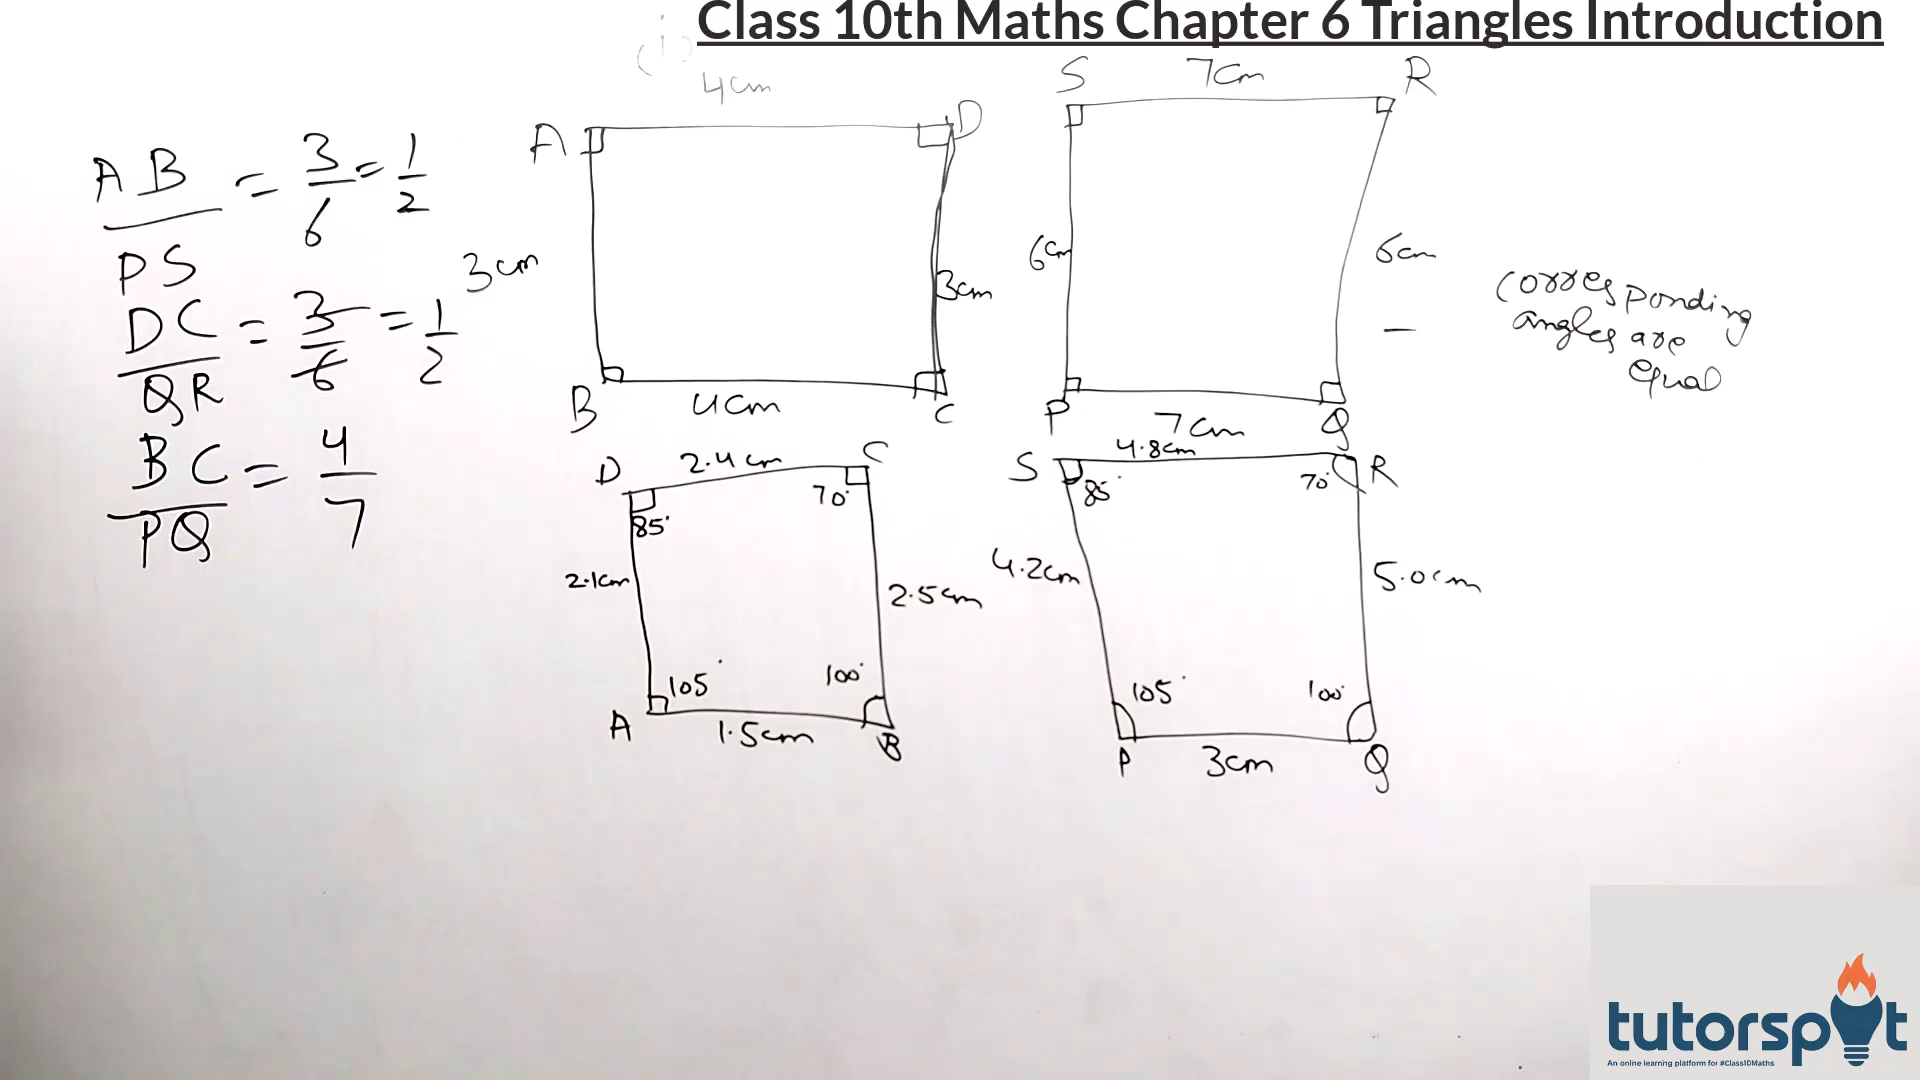 Class 10th Maths Chapter 6 Triangles Introduction
(i)
4cm
A
D
3cm
3cm
B
4cm
C
S
7cm
R
6cm
6cm
P
7cm
Q
AB/PS = 3/6 = 1/2
DC/QR = 3/6 = 1/2
BC/PQ = 4/7
Corresponding
angles are
equal
D
2.4cm
C
85°
70°
2.1cm
2.5cm
105°
100°
A
1.5cm
B
S
4.8cm
R
85°
70°
4.2cm
5.0cm
105°
100°
P
3cm
Q
tutorspot
An online learning platform for #Class10Maths